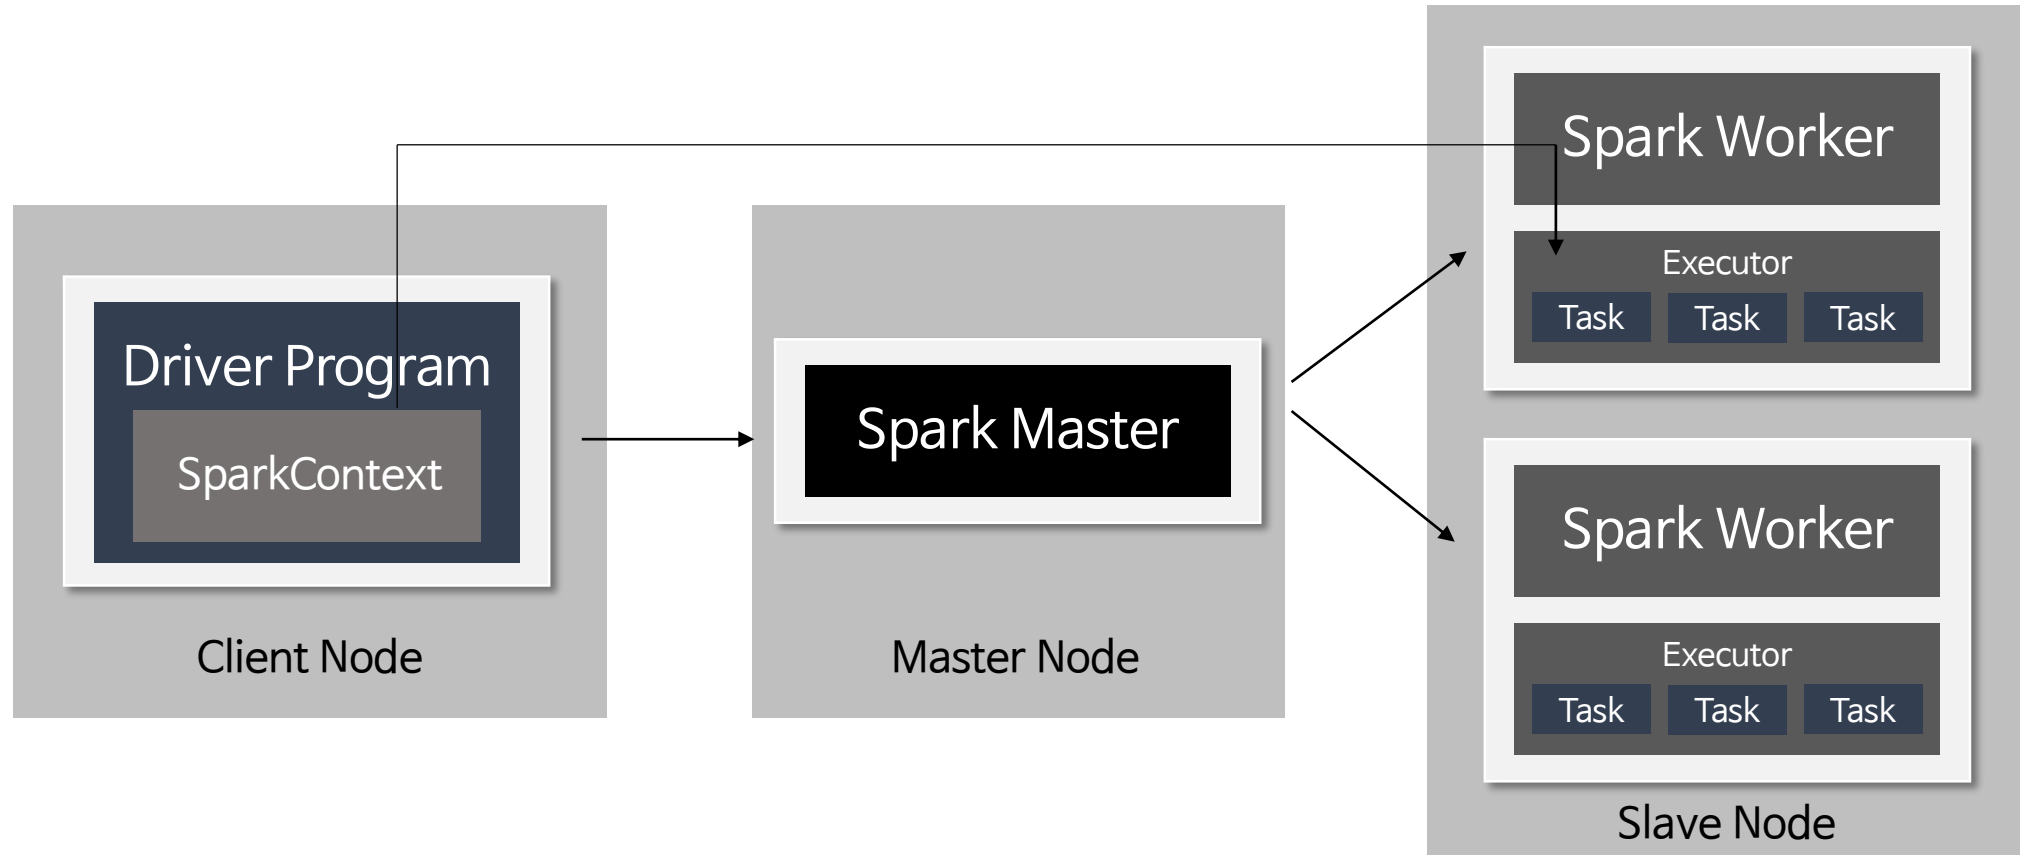 Driver Program
SparkContext
Client Node
Spark Master
Master Node
Spark Worker
Executor
Task Task Task
Spark Worker
Executor
Task Task Task
Slave Node